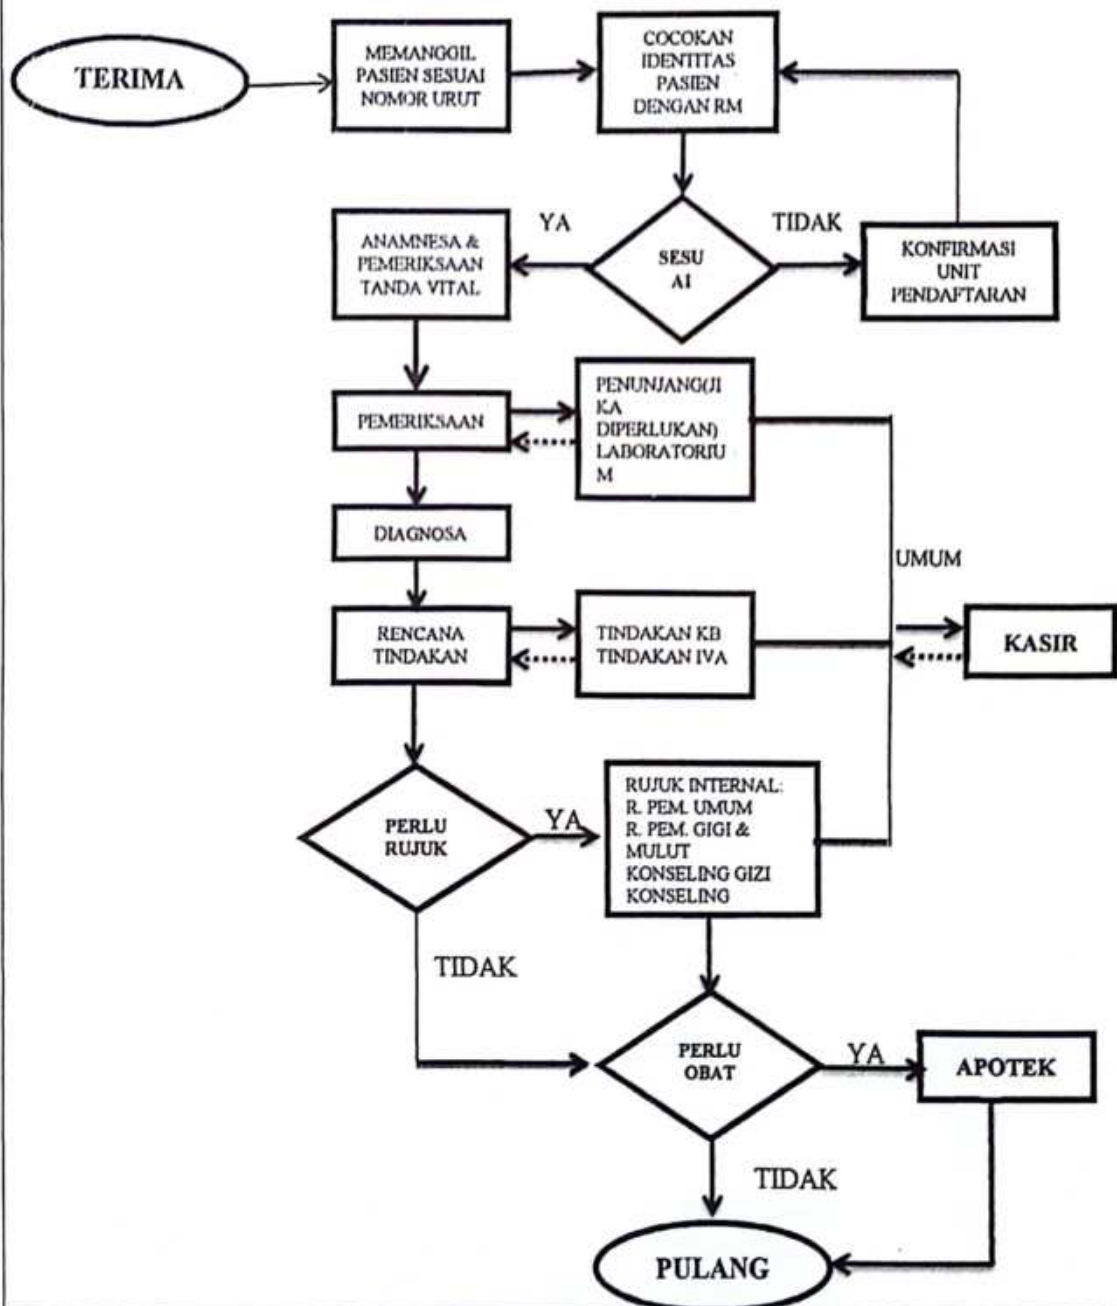 TERIMA
MEMANGGIL
PASIEN SESUAI
NOMOR URUT
COCOKAN
IDENTITAS
PASIEN
DENGAN RM
YA
TIDAK
ANAMNESA &
PEMERIKSAAN
TANDA VITAL
SESU
AI
KONFIRMASI
UNIT
PENDAFTARAN
PEMERIKSAAN
PENUNJANG(JI
KA
DIPERLUKAN)
LABORATORIU
M
DIAGNOSA
UMUM
RENCANA
TINDAKAN
TINDAKAN KB
TINDAKAN IVA
KASIR
PERLU
RUJUK
YA
RUJUK INTERNAL:
R. PEM. UMUM
R. PEM. GIGI &
MULUT
KONSELING GIZI
KONSELING
TIDAK
PERLU
OBAT
YA
APOTEK
TIDAK
PULANG